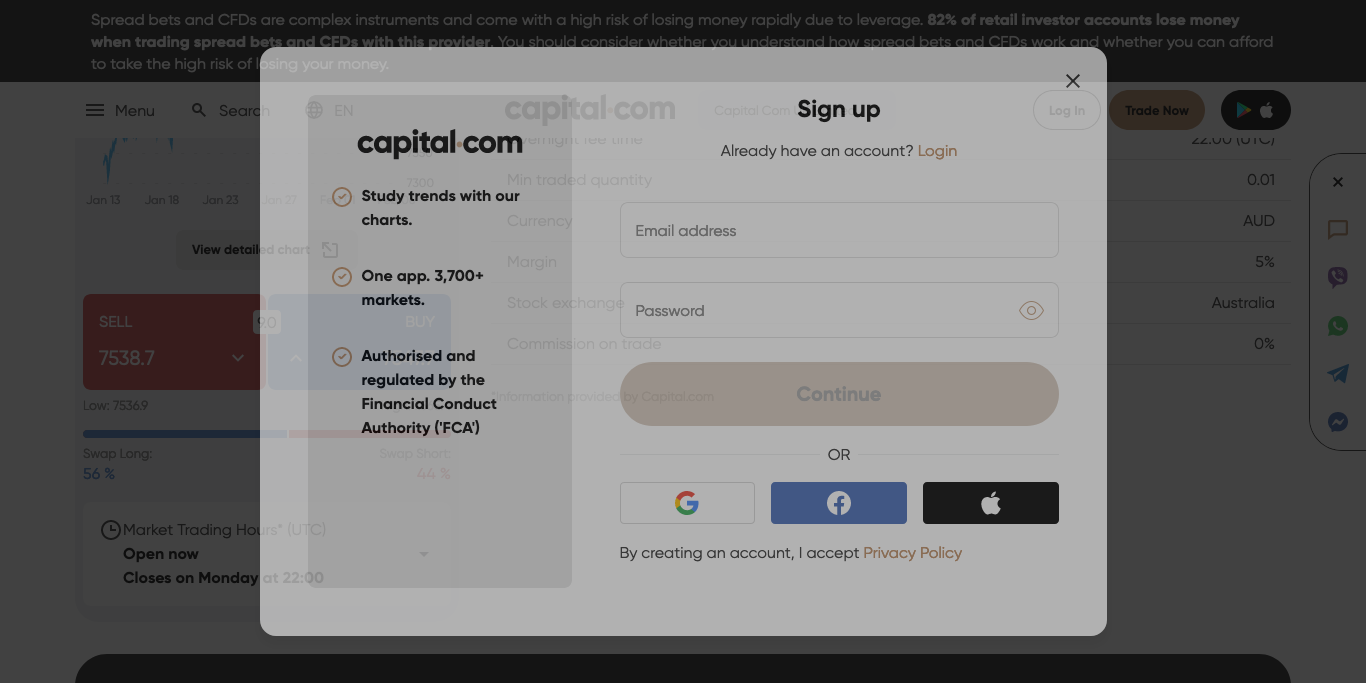 Spread bets and CFDs are complex instruments and come with a high risk of losing money rapidly due to leverage. 82% of retail investor accounts lose money
when trading spread bets and CFDs with this provider. You should consider whether you understand how spread bets and CFDs work and whether you can afford
to take the high risk of losing your money.
Menu
Search
EN
capital.com
Capital Com
Log In
Trade Now
Overnight fee time
22:00 (UTC)
Min traded quantity
0.01
Currency
AUD
Margin
5%
Stock exchange
Australia
Commission on trade
0%
*Information provided by Capital.com
7300
Jan 13
Jan 18
Jan 23
Jan 27
View detailed chart
SELL
7538.7
9.0
BUY
Low: 7536.9
Swap Long:
56 %
Swap Short:
44 %
Market Trading Hours* (UTC)
Open now
Closes on Monday at 22:00
capital.com
Study trends with our
charts.
One app. 3,700+
markets.
Authorised and
regulated by the
Financial Conduct
Authority ('FCA')
Sign up
Already have an account? Login
Email address
Password
Continue
OR
By creating an account, I accept Privacy Policy